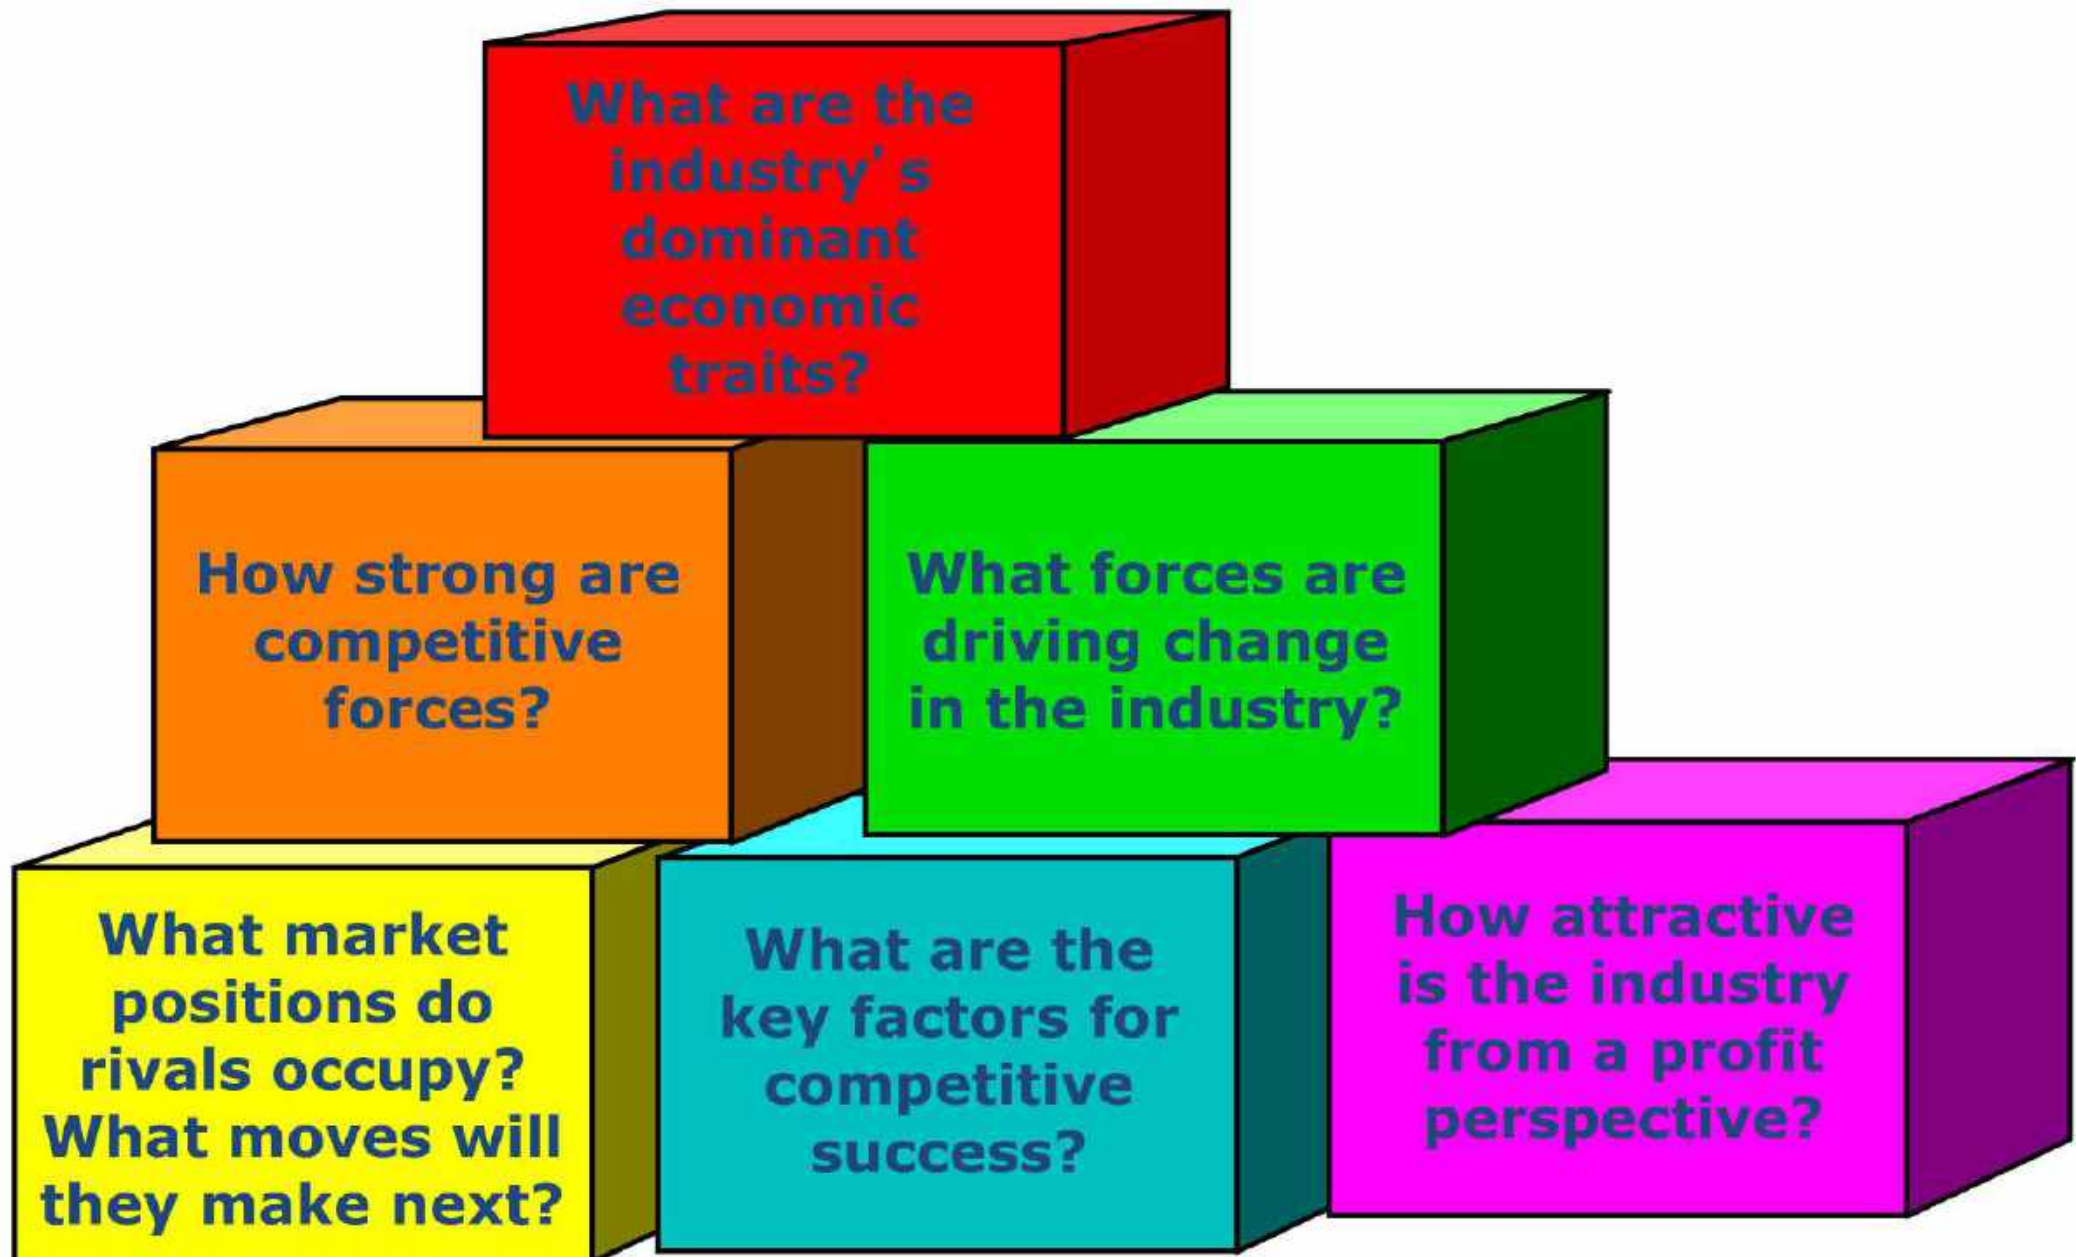 What are the
industry's
dominant
economic
traits?
How strong are
competitive
forces?
What forces are
driving change
in the industry?
What market
positions do
rivals occupy?
What moves will
they make next?
What are the
key factors for
competitive
success?
How attractive
is the industry
from a profit
perspective?